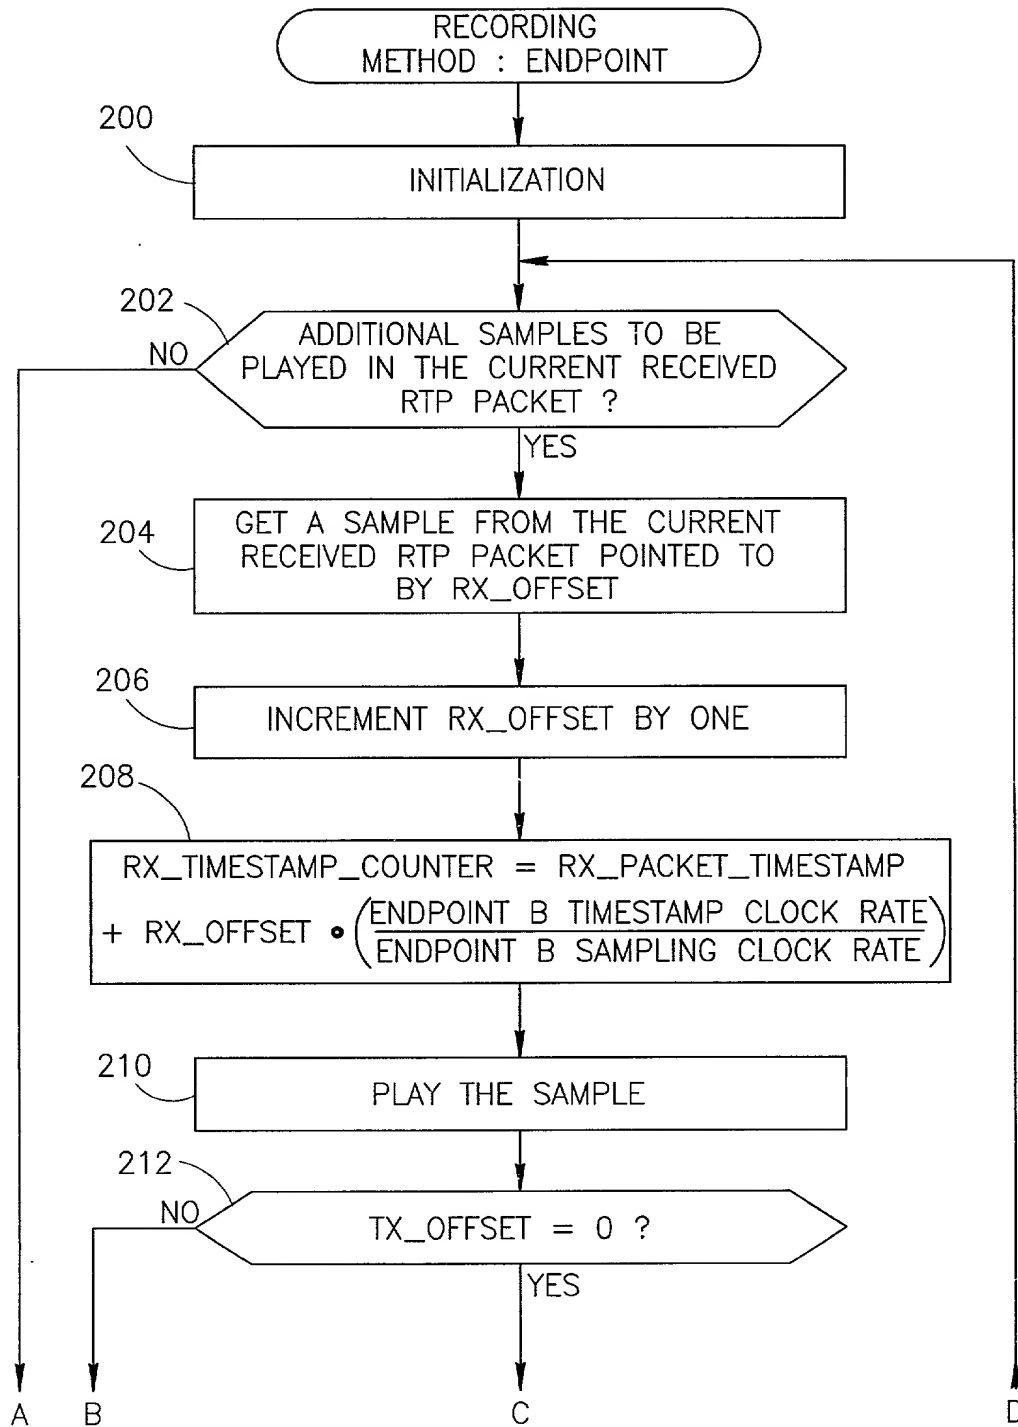 RECORDING
METHOD : ENDPOINT
200
INITIALIZATION
202
NO
ADDITIONAL SAMPLES TO BE
PLAYED IN THE CURRENT RECEIVED
RTP PACKET ?
YES
204
GET A SAMPLE FROM THE CURRENT
RECEIVED RTP PACKET POINTED TO
BY RX_OFFSET
206
INCREMENT RX_OFFSET BY ONE
208
RX_TIMESTAMP_COUNTER = RX_PACKET_TIMESTAMP
+ RX_OFFSET • (ENDPOINT B TIMESTAMP CLOCK RATE
ENDPOINT B SAMPLING CLOCK RATE)
210
PLAY THE SAMPLE
212
NO
TX_OFFSET = 0 ?
YES
A B C D